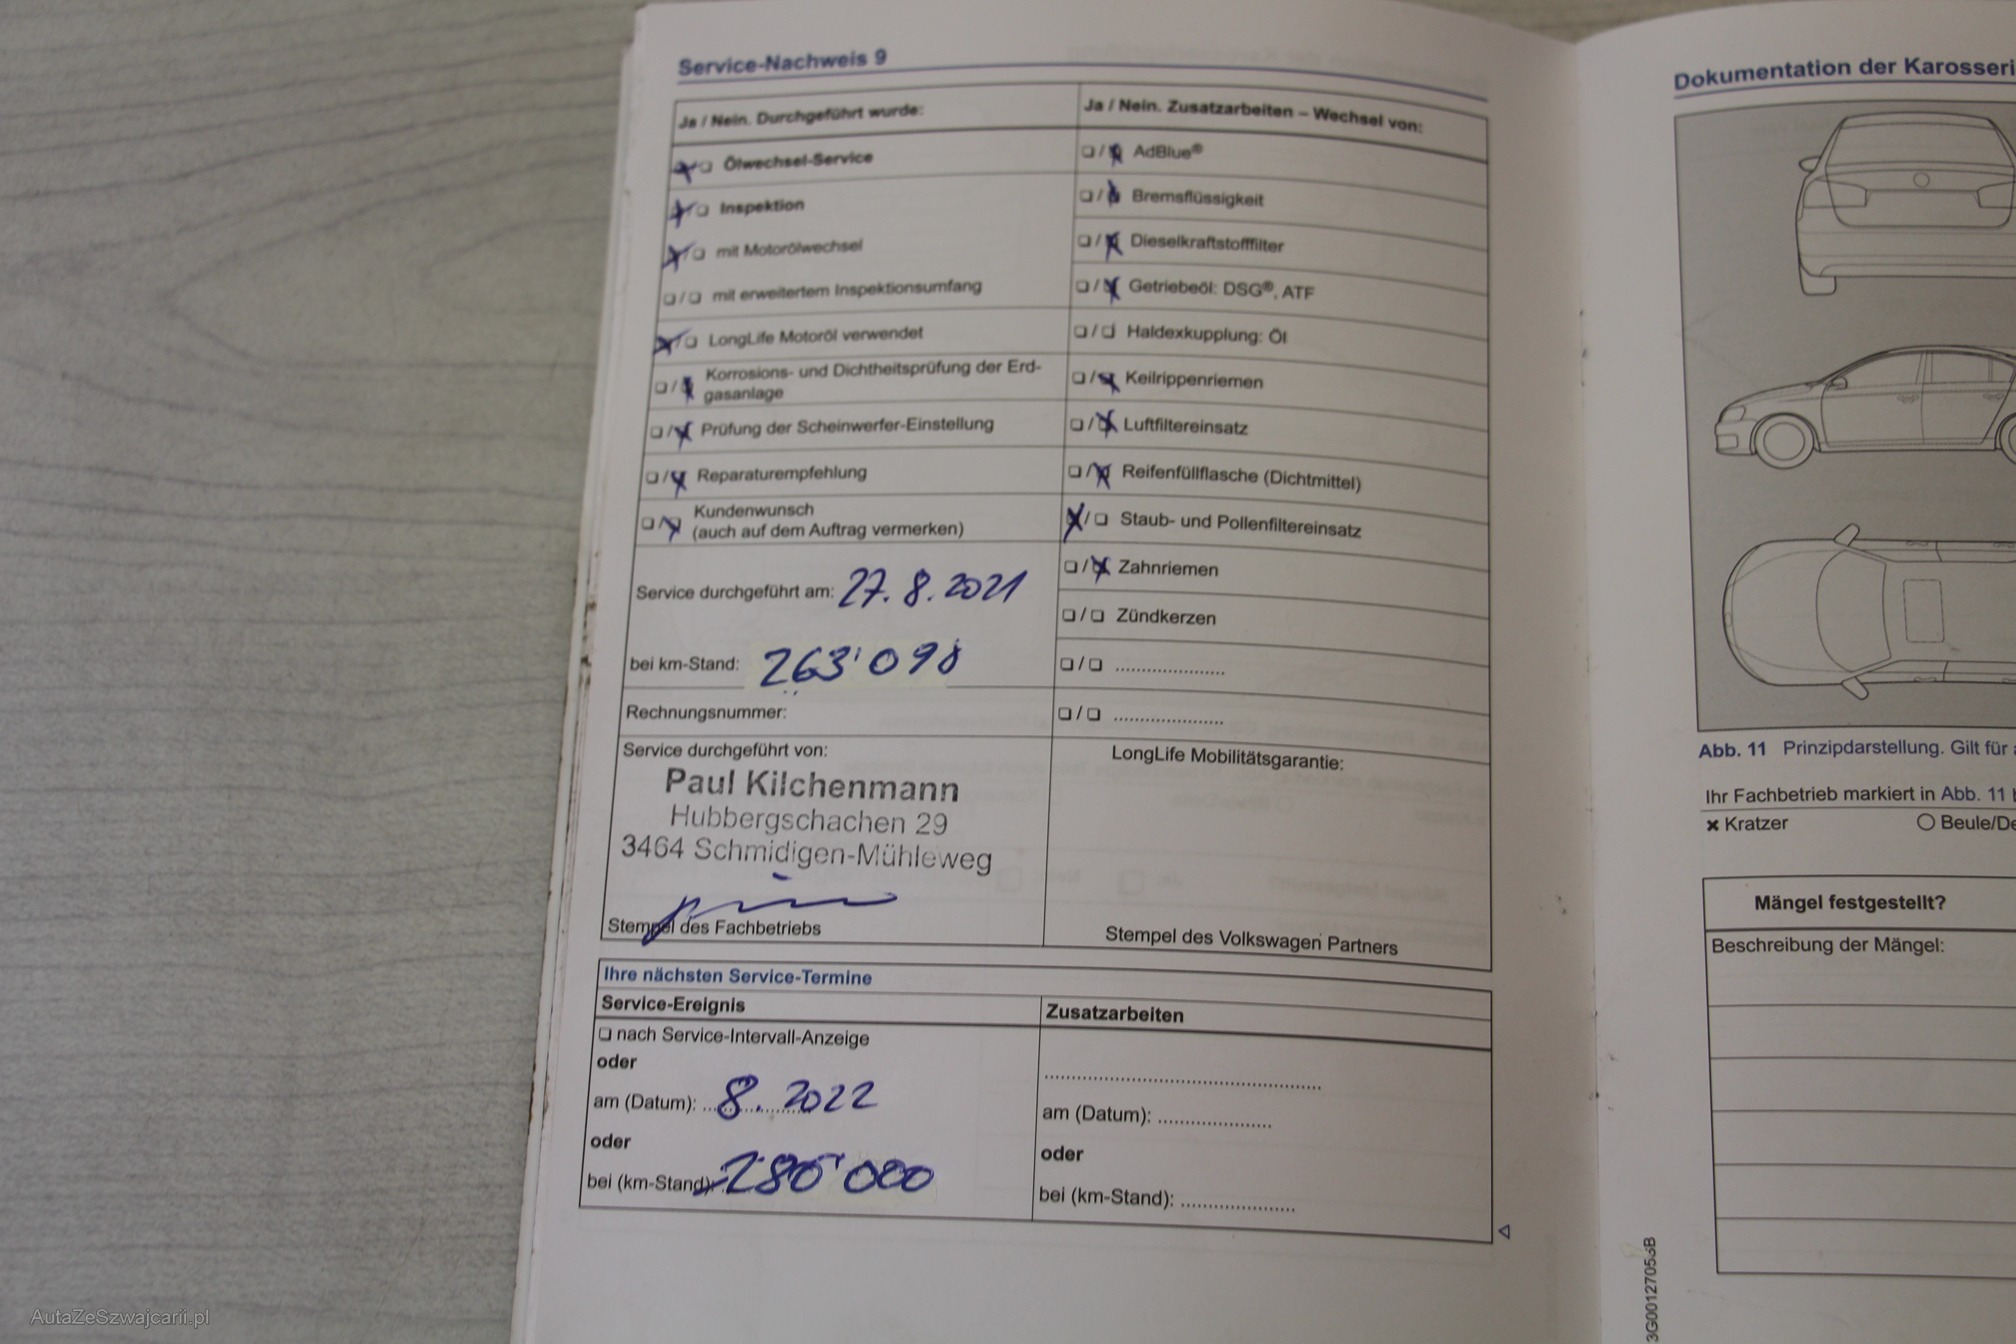 Service-Nachweis 9
Ja / Nein. Durchgeführt wurde:
Ölwechsel-Service
Inspektion
mit Motorölwechsel
mit erweitertem Inspektionsumfang
LongLife Motoröl verwendet
Korrosions- und Dichtheitsprüfung der Erd-
gasanlage
Prüfung der Scheinwerfer-Einstellung
Reparaturempfehlung
Kundenwunsch
(auch auf dem Auftrag vermerken)
Service durchgeführt am: 27.8.2021
bei km-Stand: 263'098
Rechnungsnummer:
Service durchgeführt von:
Paul Kilchenmann
Hubbergschachen 29
3464 Schmidigen-Mühleweg
Stempel des Fachbetriebs
Ja / Nein. Zusatzarbeiten – Wechsel von:
AdBlue®
Bremsflüssigkeit
Dieselkraftstofffilter
Getriebeöl: DSG®, ATF
Haldexkupplung: Öl
Keilrippenriemen
Luftfiltereinsatz
Reifenfüllflasche (Dichtmittel)
Staub- und Pollenfiltereinsatz
Zahnriemen
Zündkerzen
LongLife Mobilitätsgarantie:
Stempel des Volkswagen Partners
Ihre nächsten Service-Termine
Service-Ereignis
nach Service-Intervall-Anzeige
oder
am (Datum): 8. 2022
oder
bei (km-Stand): 280'000
Zusatzarbeiten
am (Datum):
oder
bei (km-Stand):
Dokumentation der Karosseri
Abb. 11 Prinzipdarstellung. Gilt für
Ihr Fachbetrieb markiert in Abb. 11
Kratzer
Beule/De
Mängel festgestellt?
Beschreibung der Mängel:
AutaZeSzwajcarii.pl